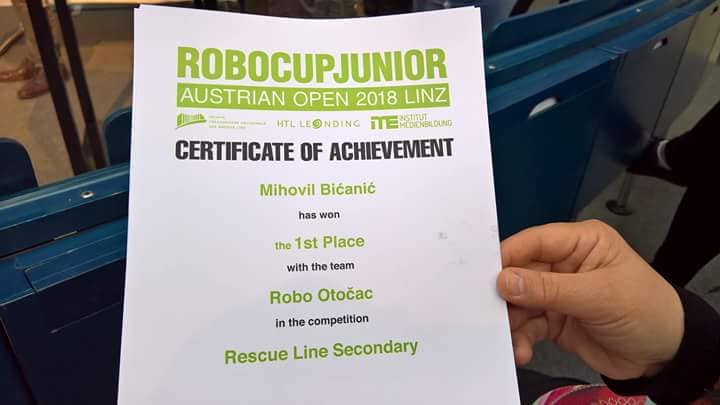 ROBOCUPJUNIOR
AUSTRIAN OPEN 2018 LINZ
HTL LEONDING
INSTITUT
MEDIENBILDUNG
CERTIFICATE OF ACHIEVEMENT
Mihovil Bićanić
has won
the 1st Place
with the team
Robo Otočac
in the competition
Rescue Line Secondary